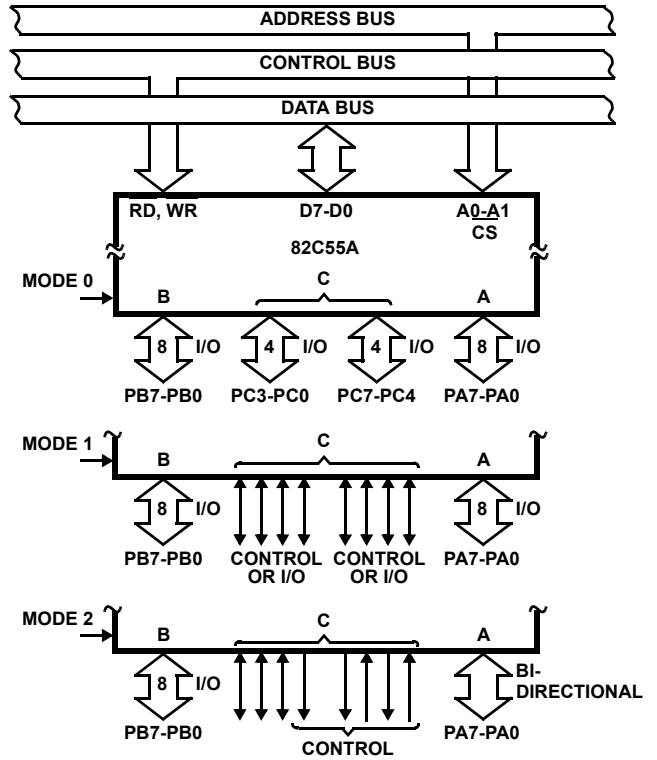 ADDRESS BUS
CONTROL BUS
DATA BUS
RD, WR D7-D0 A0-A1
CS
82C55A
MODE 0
B C A
8 I/O 4 I/O 4 I/O 8 I/O
PB7-PB0 PC3-PC0 PC7-PC4 PA7-PA0
MODE 1
B C A
8 I/O 8 I/O
PB7-PB0 CONTROL OR I/O CONTROL OR I/O PA7-PA0
MODE 2
B C A
8 I/O BI-
DIRECTIONAL
PB7-PB0 CONTROL PA7-PA0